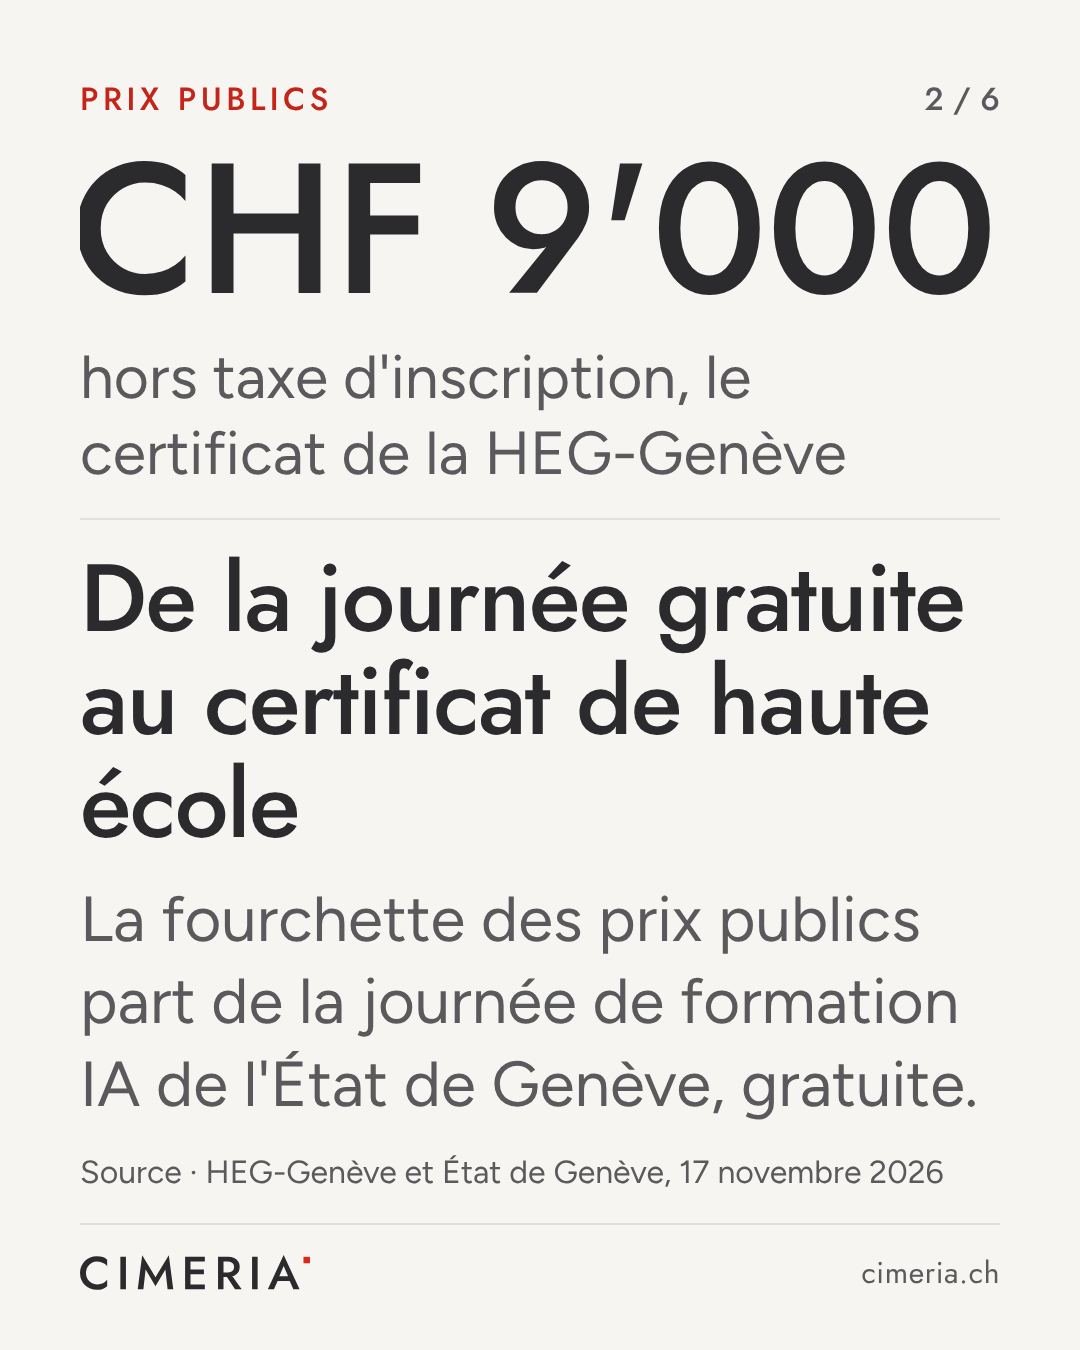 PRIX PUBLICS
2 / 6
CHF 9'000
hors taxe d'inscription, le
certificat de la HEG-Genève
De la journée gratuite
au certificat de haute
école
La fourchette des prix publics
part de la journée de formation
IA de l'État de Genève, gratuite.
Source · HEG-Genève et État de Genève, 17 novembre 2026
CIMERIA
cimeria.ch